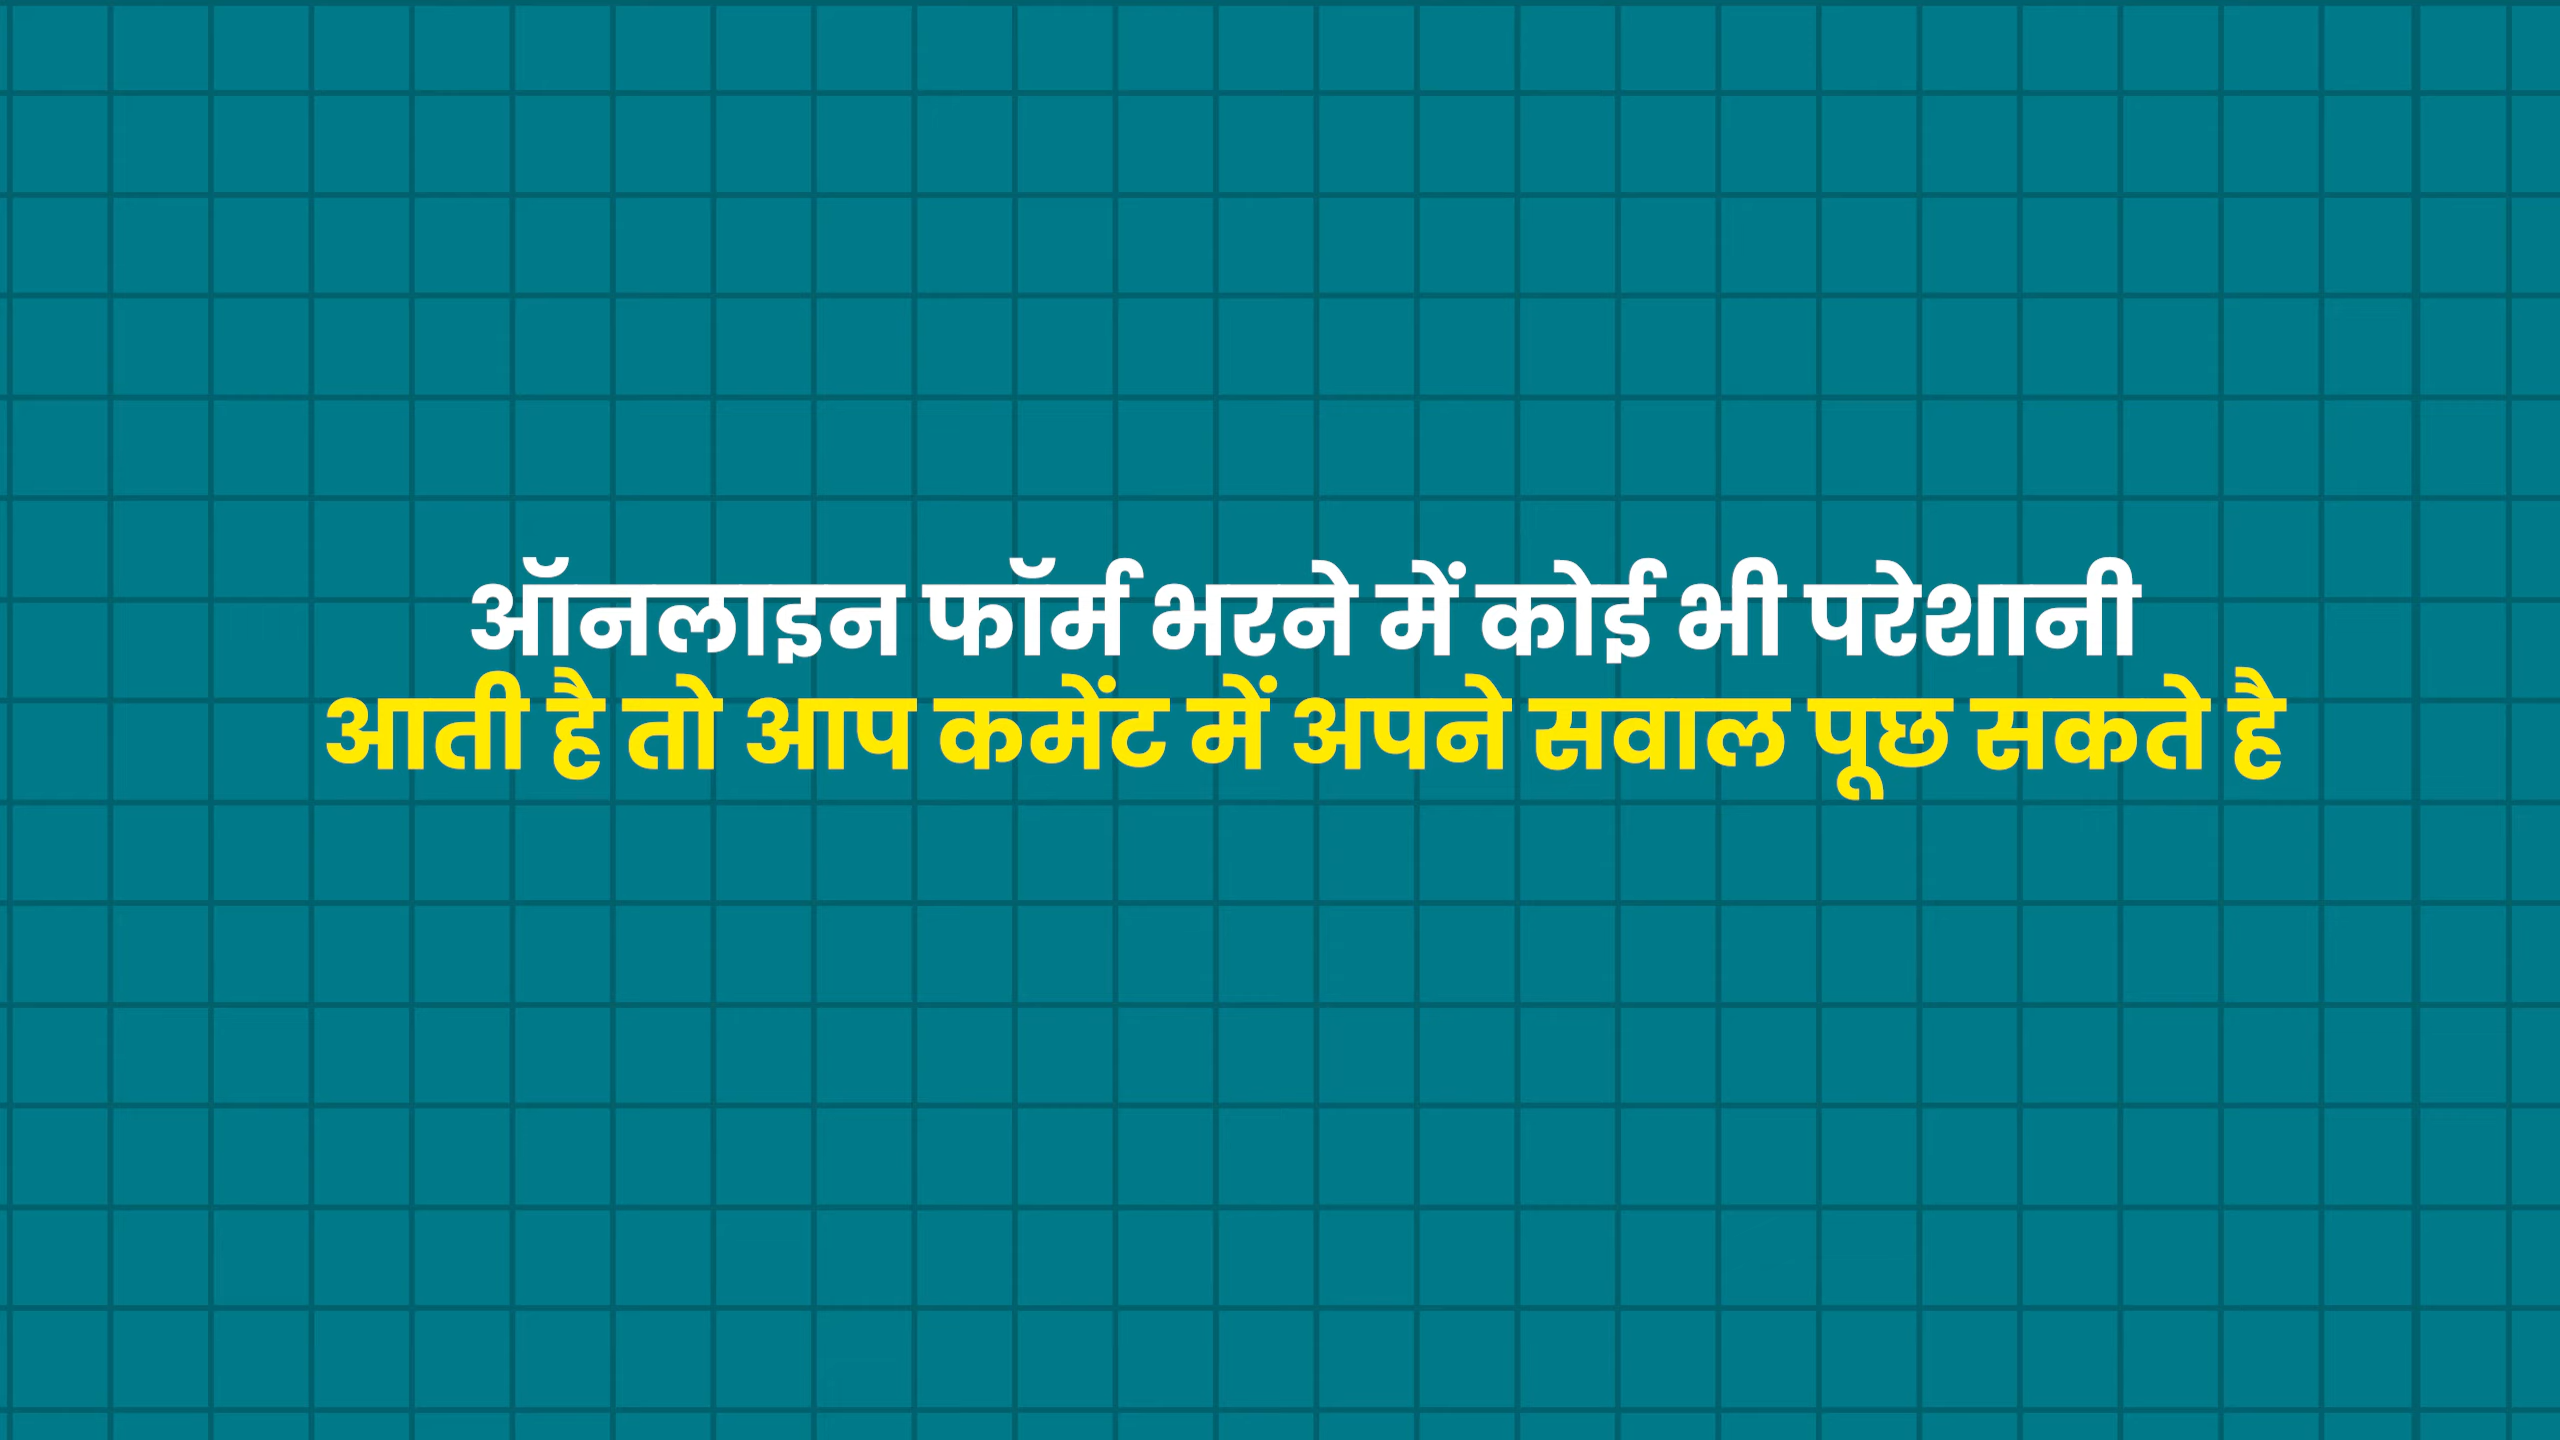 ऑनलाइन फॉर्म भरने में कोई भी परेशानी
आती है तो आप कमेंट में अपने सवाल पूछ सकते है